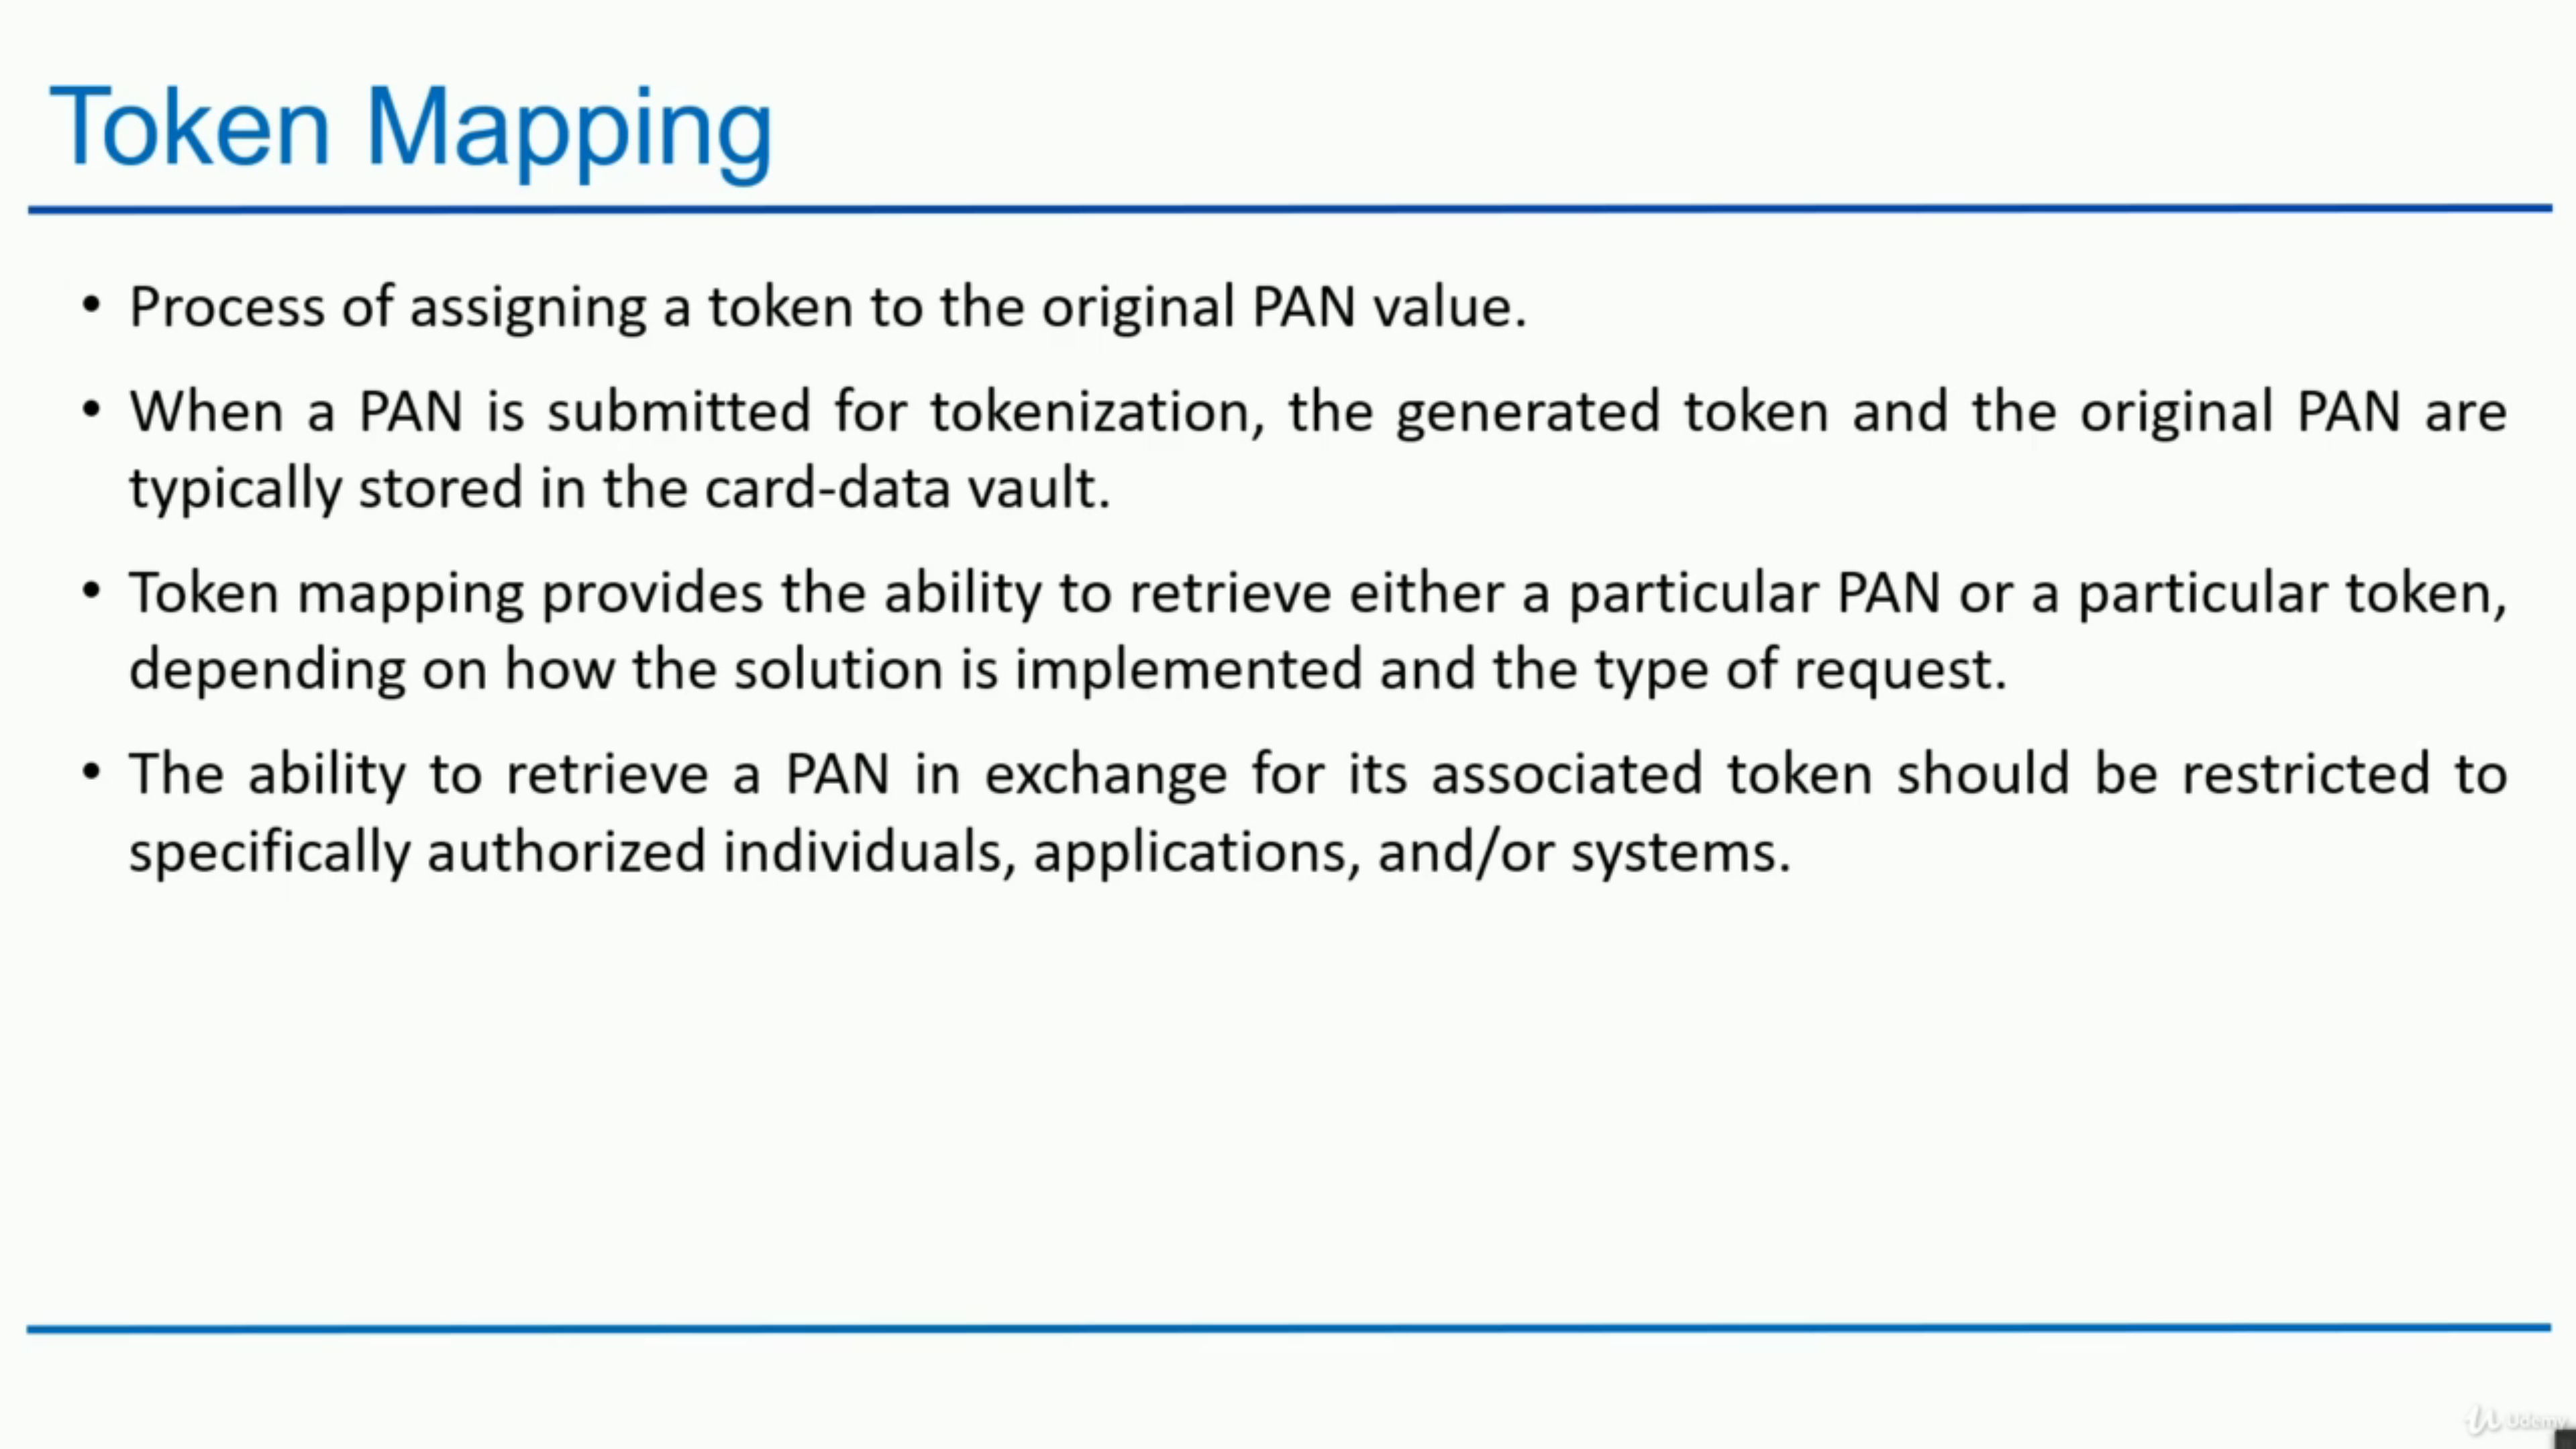 Token Mapping
• Process of assigning a token to the original PAN value.
• When a PAN is submitted for tokenization, the generated token and the original PAN are
typically stored in the card-data vault.
• Token mapping provides the ability to retrieve either a particular PAN or a particular token,
depending on how the solution is implemented and the type of request.
• The ability to retrieve a PAN in exchange for its associated token should be restricted to
specifically authorized individuals, applications, and/or systems.
Udemy